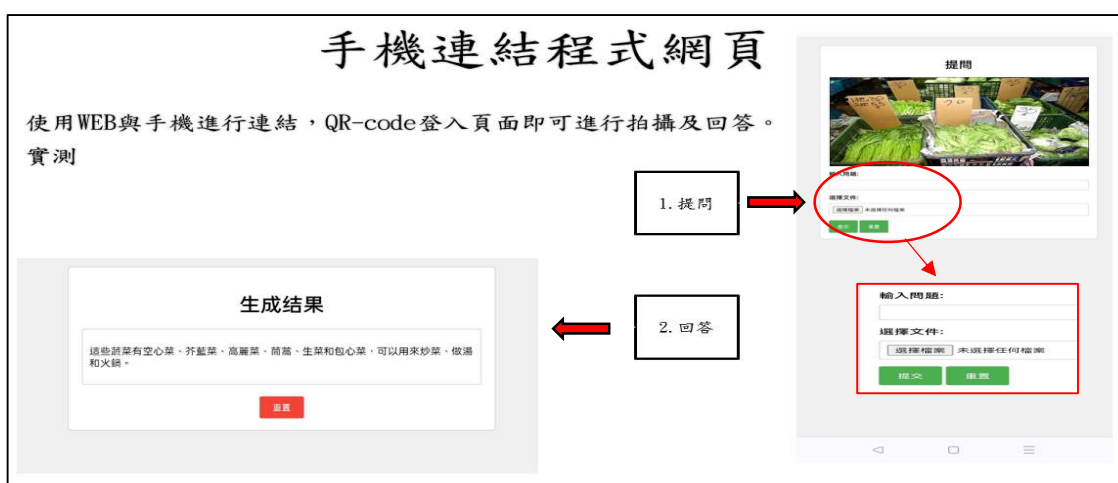 手機連結程式網頁
使用WEB與手機進行連結，QR-code登入頁面即可進行拍攝及回答。
實測
提問
70
輸入問題:
選擇文件:
選擇檔案 未選擇任何檔案
提交 重置
1.提問
輸入問題:
選擇文件:
選擇檔案 未選擇任何檔案
提交 重置
2.回答
生成结果
這些蔬菜有空心菜、芥藍菜、高麗菜、茼蒿、生菜和包心菜，可以用來炒菜、做湯
和火鍋。
重置